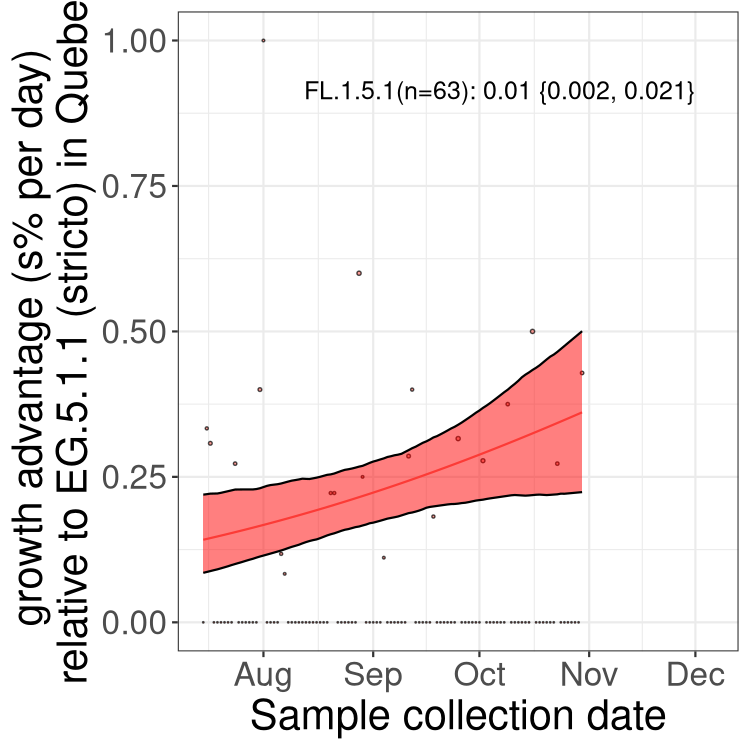 growth advantage (s% per day)
relative to EG.5.1.1 (stricto) in Quebe
1.00
0.75
0.50
0.25
0.00
FL.1.5.1(n=63): 0.01 {0.002, 0.021}
Aug Sep Oct Nov Dec
Sample collection date